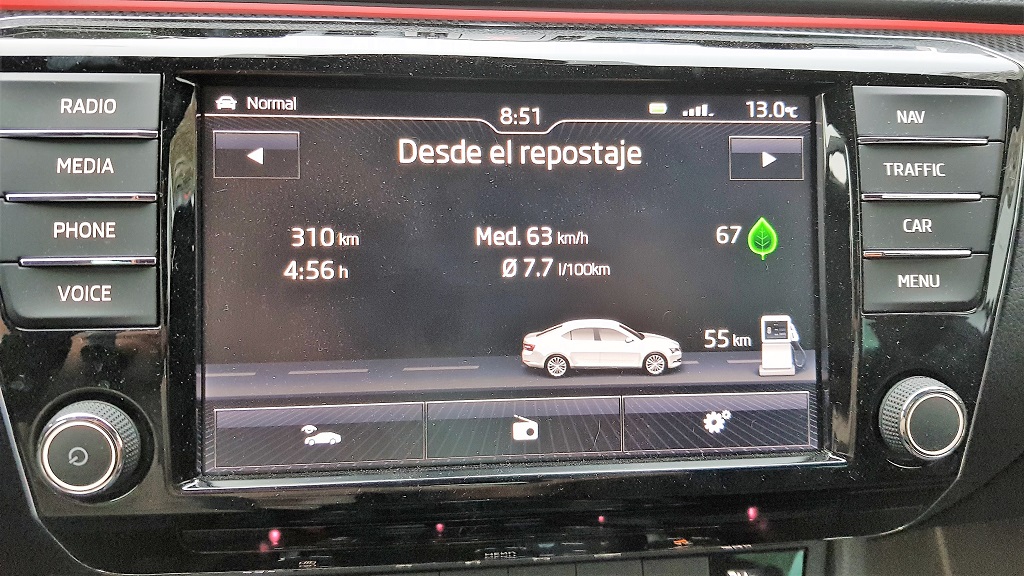 RADIO
MEDIA
PHONE
VOICE
Normal
8:51
13.0℃
Desde el repostaje
310 km
4:56 h
Med. 63 km/h
Ø 7.7 l/100km
67
55 km
NAV
TRAFFIC
CAR
MENU